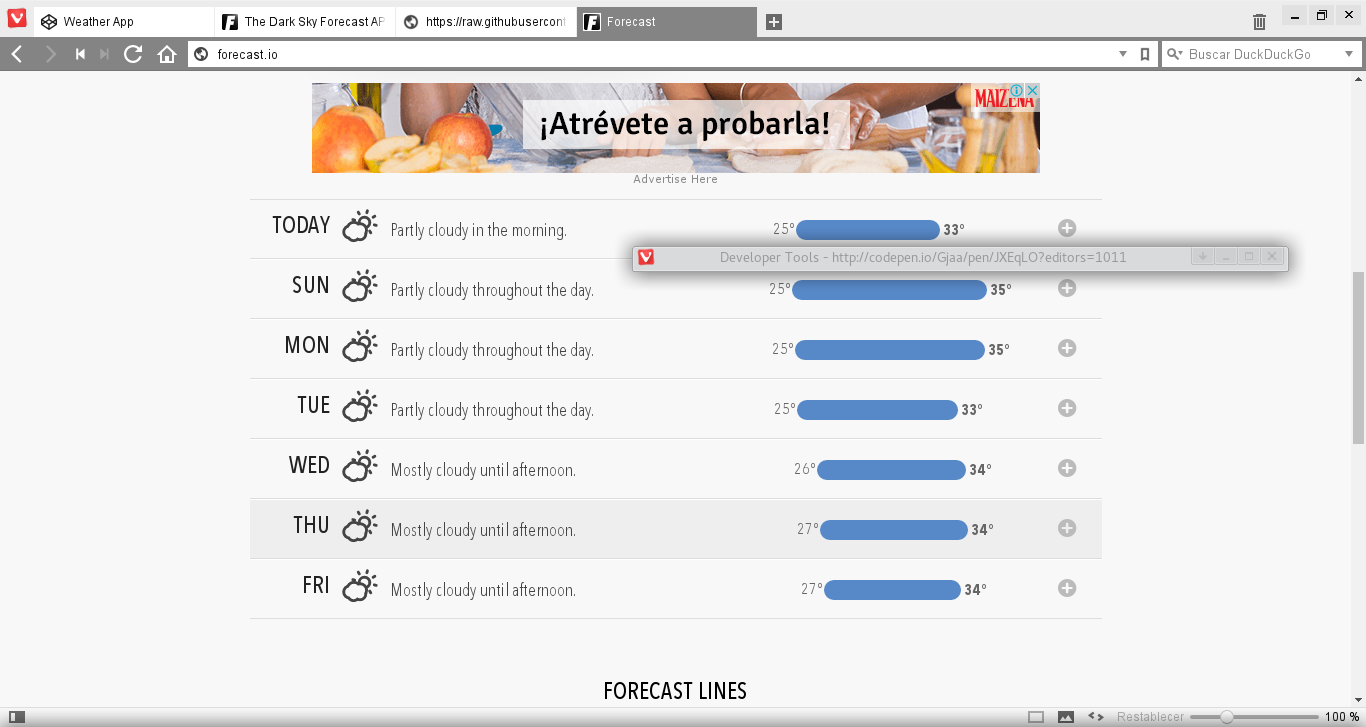 Weather App
The Dark Sky Forecast AP
https://raw.githubusercont
Forecast
forecast.io
Buscar DuckDuckGo
¡Atrévete a probarla!
MAIZENA
Advertise Here
TODAY Partly cloudy in the morning. 25° 33°
Developer Tools - http://codepen.io/Gjaa/pen/JXEqLO?editors=1011
SUN Partly cloudy throughout the day. 25° 35°
MON Partly cloudy throughout the day. 25° 35°
TUE Partly cloudy throughout the day. 25° 33°
WED Mostly cloudy until afternoon. 26° 34°
THU Mostly cloudy until afternoon. 27° 34°
FRI Mostly cloudy until afternoon. 27° 34°
FORECAST LINES
Restablecer 100 %